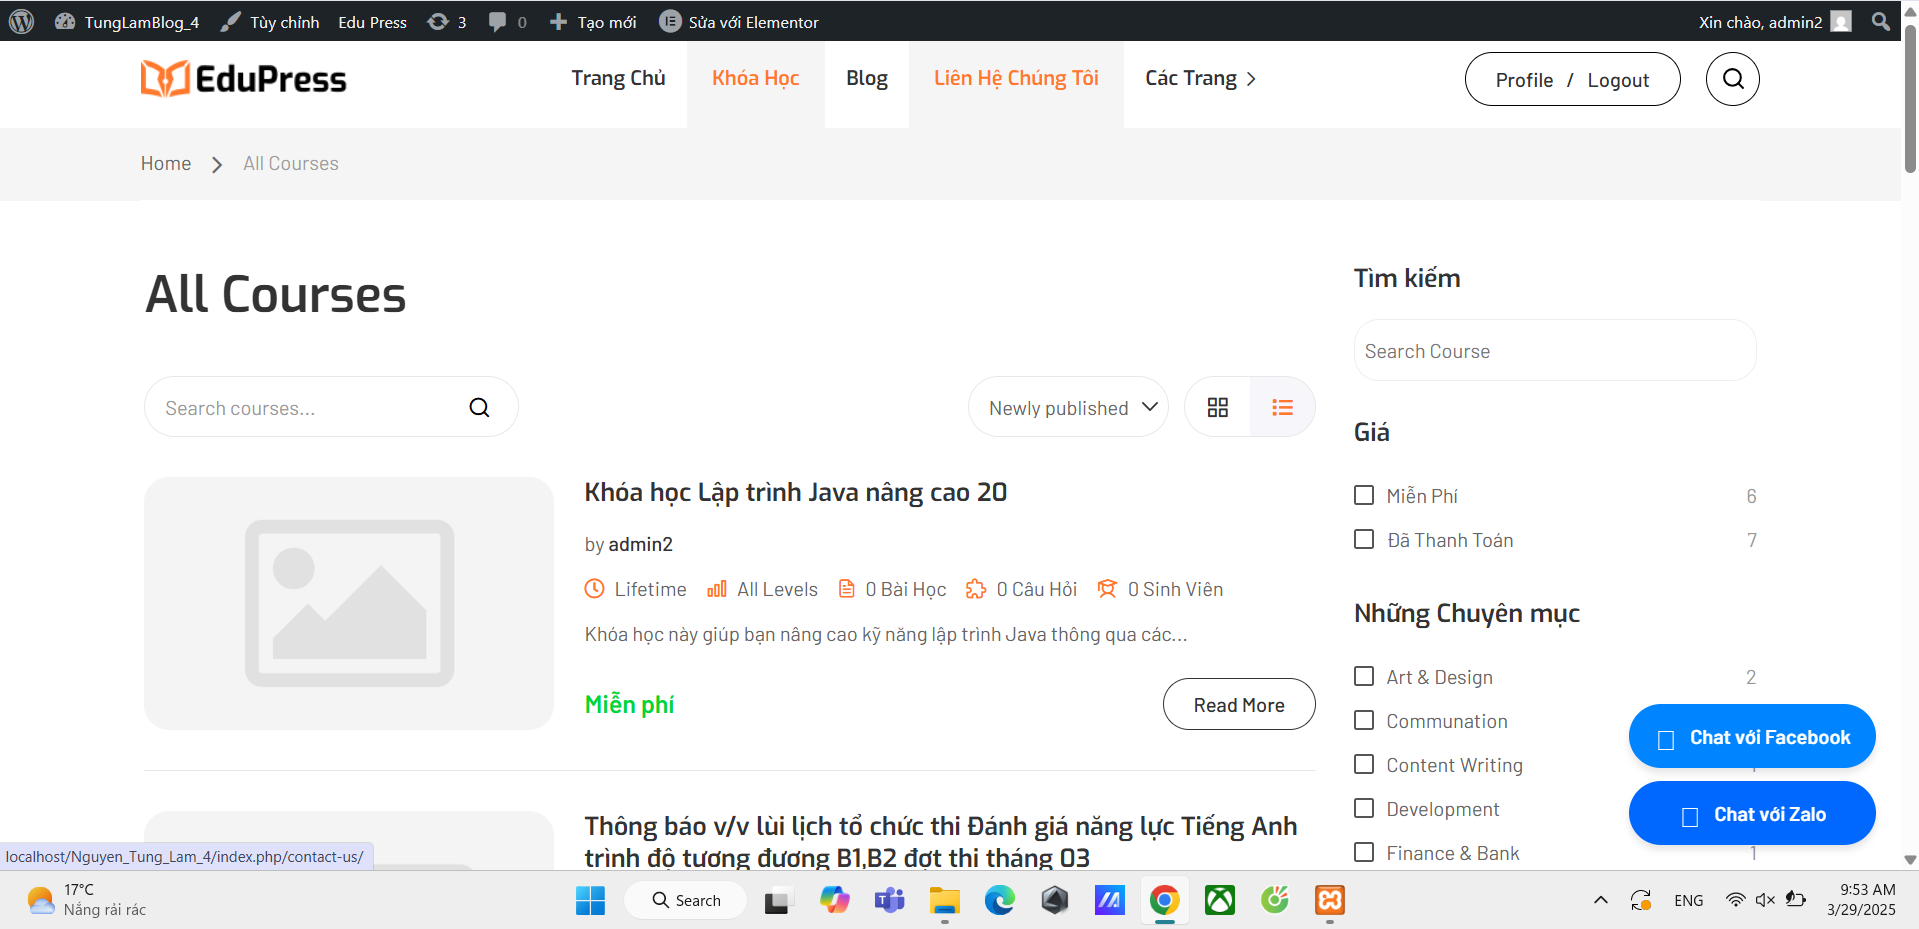 TungLamBlog_4 Tùy chỉnh Edu Press 3 0 Tạo mới Sửa với Elementor Xin chào, admin2
EduPress Trang Chủ Khóa Học Blog Liên Hệ Chúng Tôi Các Trang Profile / Logout
Home All Courses
All Courses
Search courses...
Newly published
Khóa học Lập trình Java nâng cao 20
by admin2
Lifetime All Levels 0 Bài Học 0 Câu Hỏi 0 Sinh Viên
Khóa học này giúp bạn nâng cao kỹ năng lập trình Java thông qua các...
Miễn phí
Read More
Thông báo v/v lùi lịch tổ chức thi Đánh giá năng lực Tiếng Anh
trình độ tương đương B1,B2 đợt thi tháng 03
Tìm kiếm
Search Course
Giá
Miễn Phí 6
Đã Thanh Toán 7
Những Chuyên mục
Art & Design 2
Communation
Content Writing
Development
Finance & Bank 1
Chat với Facebook
Chat với Zalo
localhost/Nguyen_Tung_Lam_4/index.php/contact-us/
17°C
Nắng rải rác
Search
ENG
9:53 AM
3/29/2025